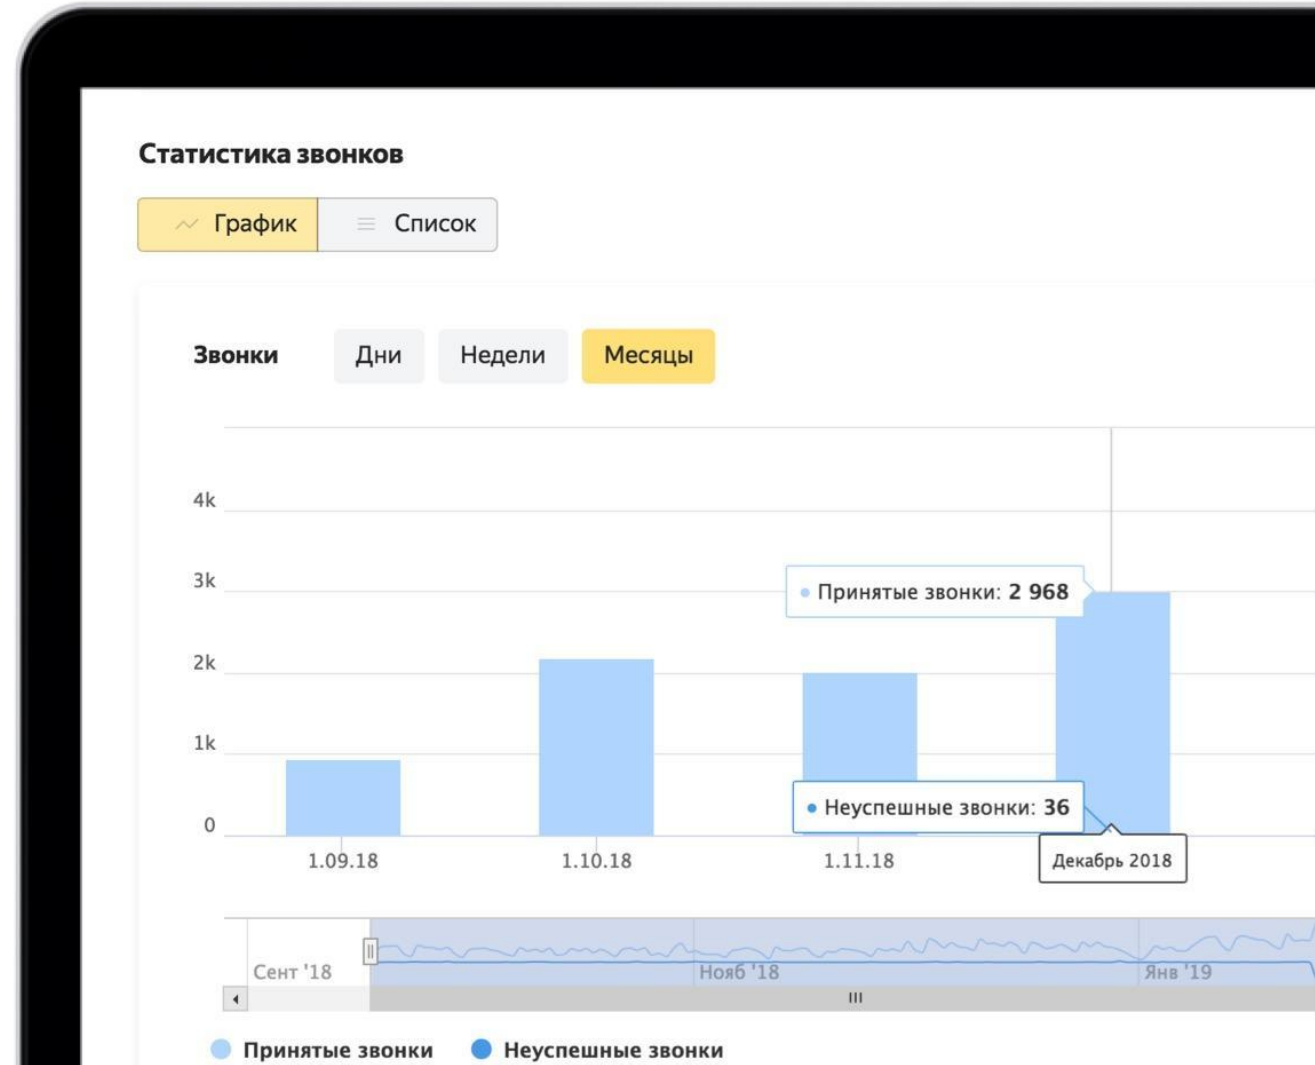 Статистика звонков
График Список
Звонки Дни Недели Месяцы
4k
3k
Принятые звонки: 2 968
2k
1k
Неуспешные звонки: 36
0
1.09.18 1.10.18 1.11.18 Декабрь 2018
Сент '18 Нояб '18 Янв '19
Принятые звонки Неуспешные звонки